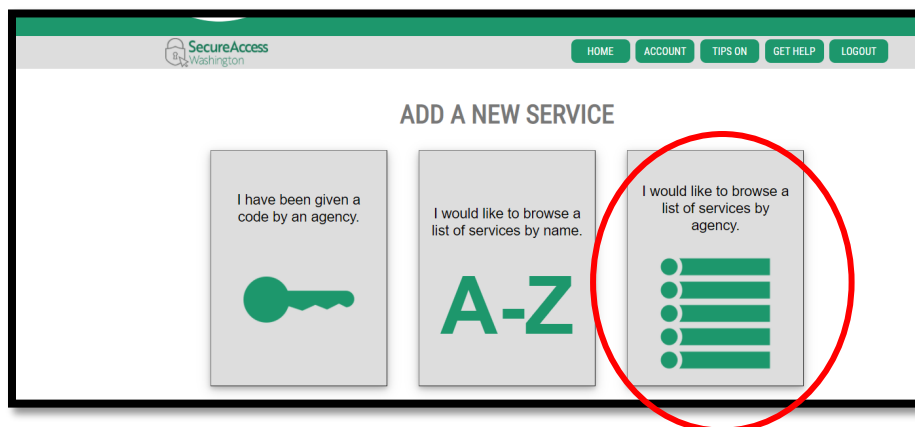 SecureAccess
Washington
HOME
ACCOUNT
TIPS ON
GET HELP
LOGOUT
ADD A NEW SERVICE
I have been given a
code by an agency.
I would like to browse a
list of services by name.
A-Z
I would like to browse a
list of services by
agency.